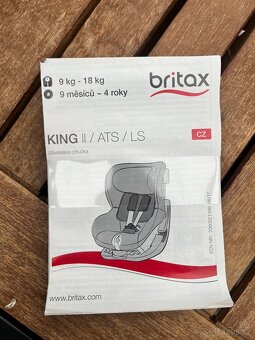 9 kg - 18 kg
9 měsíců ~ 4 roky
britax
KING II / ATS / LS
CZ
Uživatelská příručka
www.britax.com